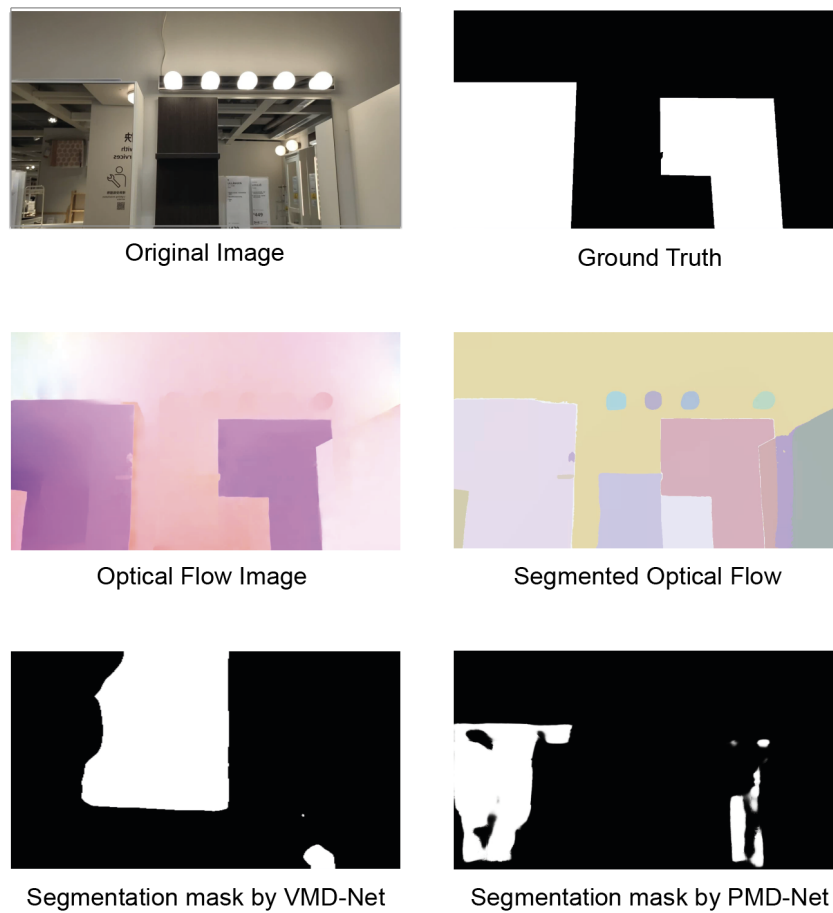 Original Image
Ground Truth
Optical Flow Image
Segmented Optical Flow
Segmentation mask by VMD-Net
Segmentation mask by PMD-Net